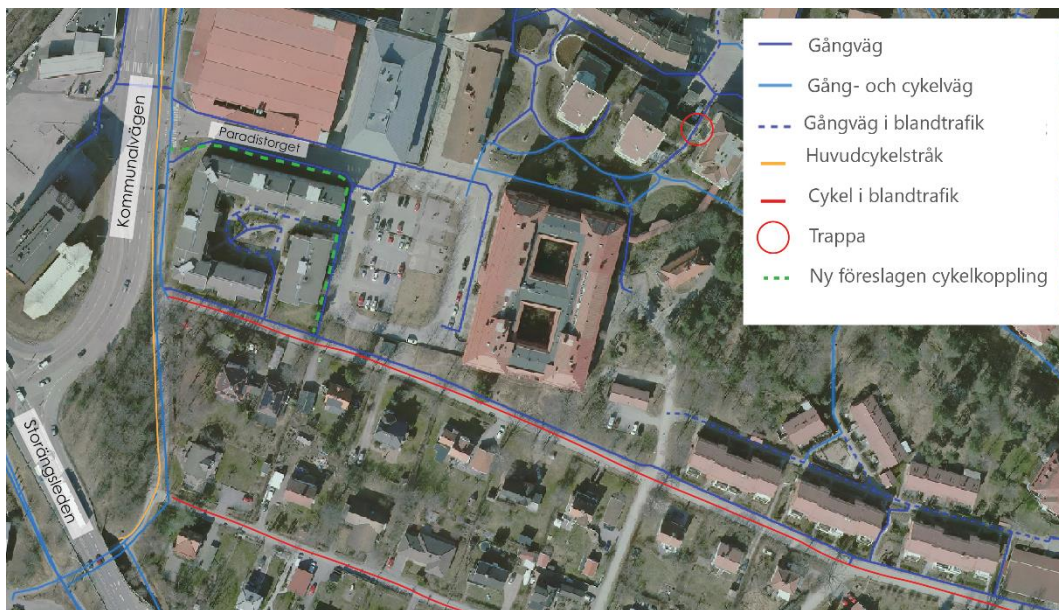 Gångväg
Gång- och cykelväg
Gångväg i blandtrafik
Huvudcykelstråk
Cykel i blandtrafik
Trappa
Ny föreslagen cykelkoppling
Paradistorget
Kommunalvägen
Storängsleden